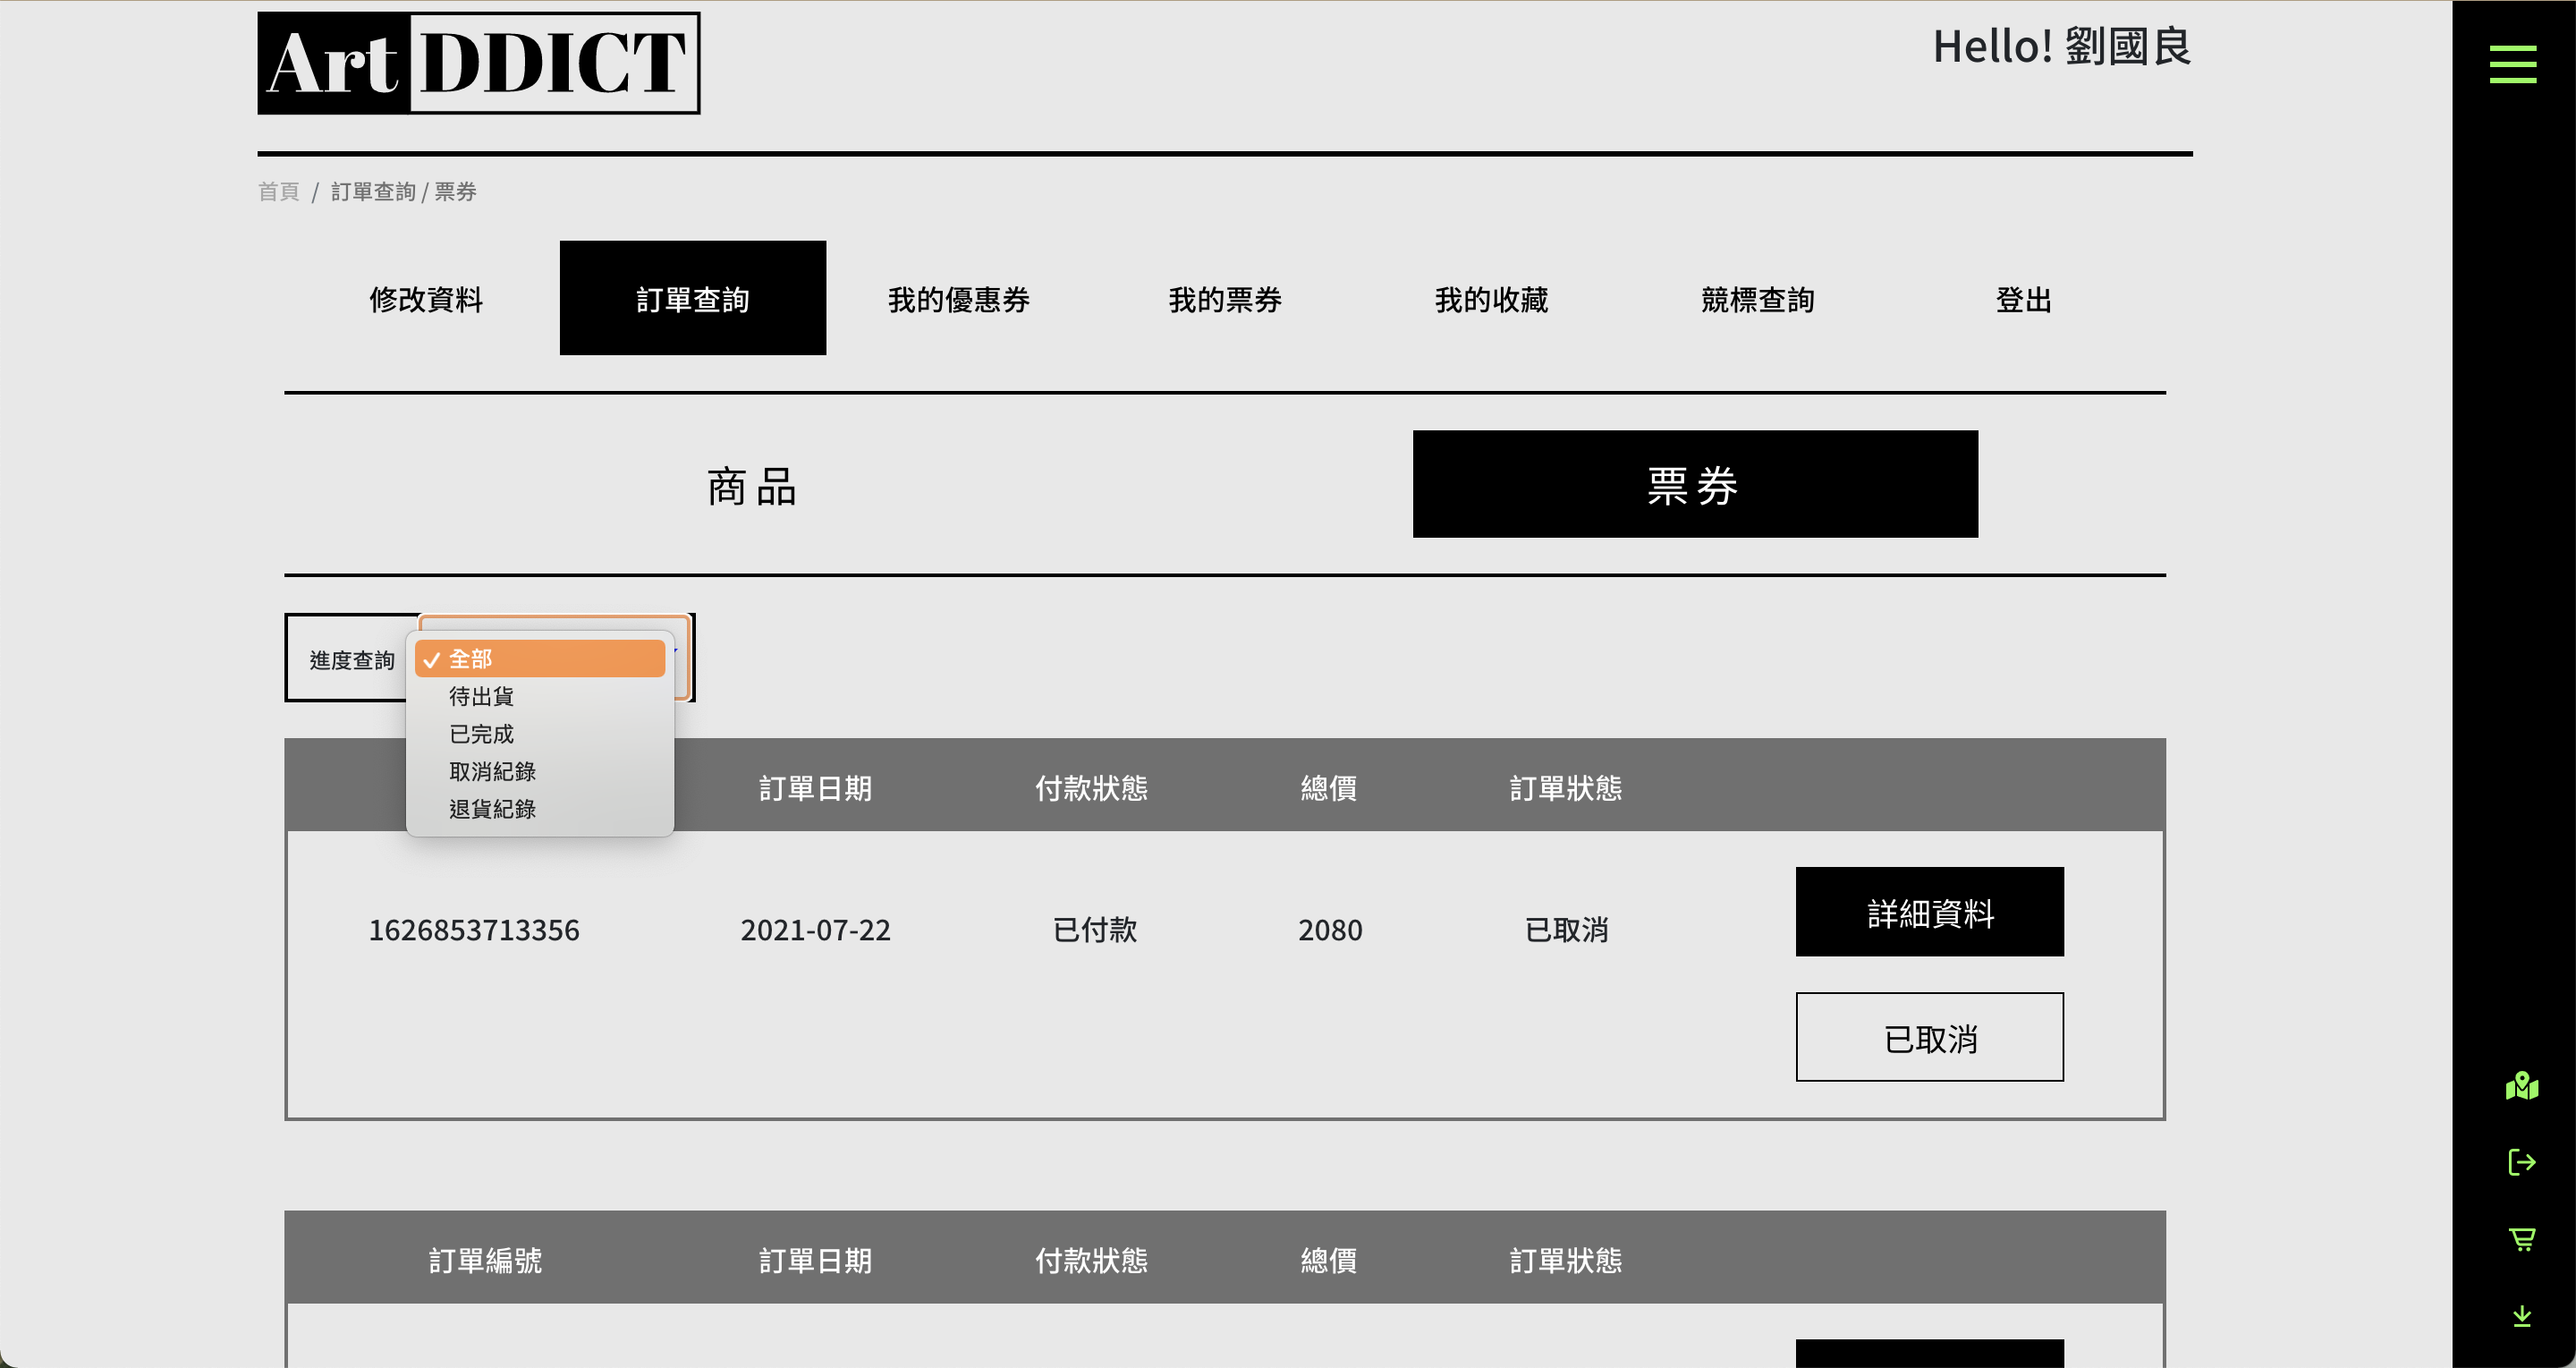 ArtDDICT
Hello! 劉國良
首頁 / 訂單查詢 / 票券
修改資料 訂單查詢 我的優惠券 我的票券 我的收藏 競標查詢 登出
商品 票券
進度查詢
全部
待出貨
已完成
取消紀錄
退貨紀錄
訂單日期 付款狀態 總價 訂單狀態
1626853713356 2021-07-22 已付款 2080 已取消 詳細資料
已取消
訂單編號 訂單日期 付款狀態 總價 訂單狀態